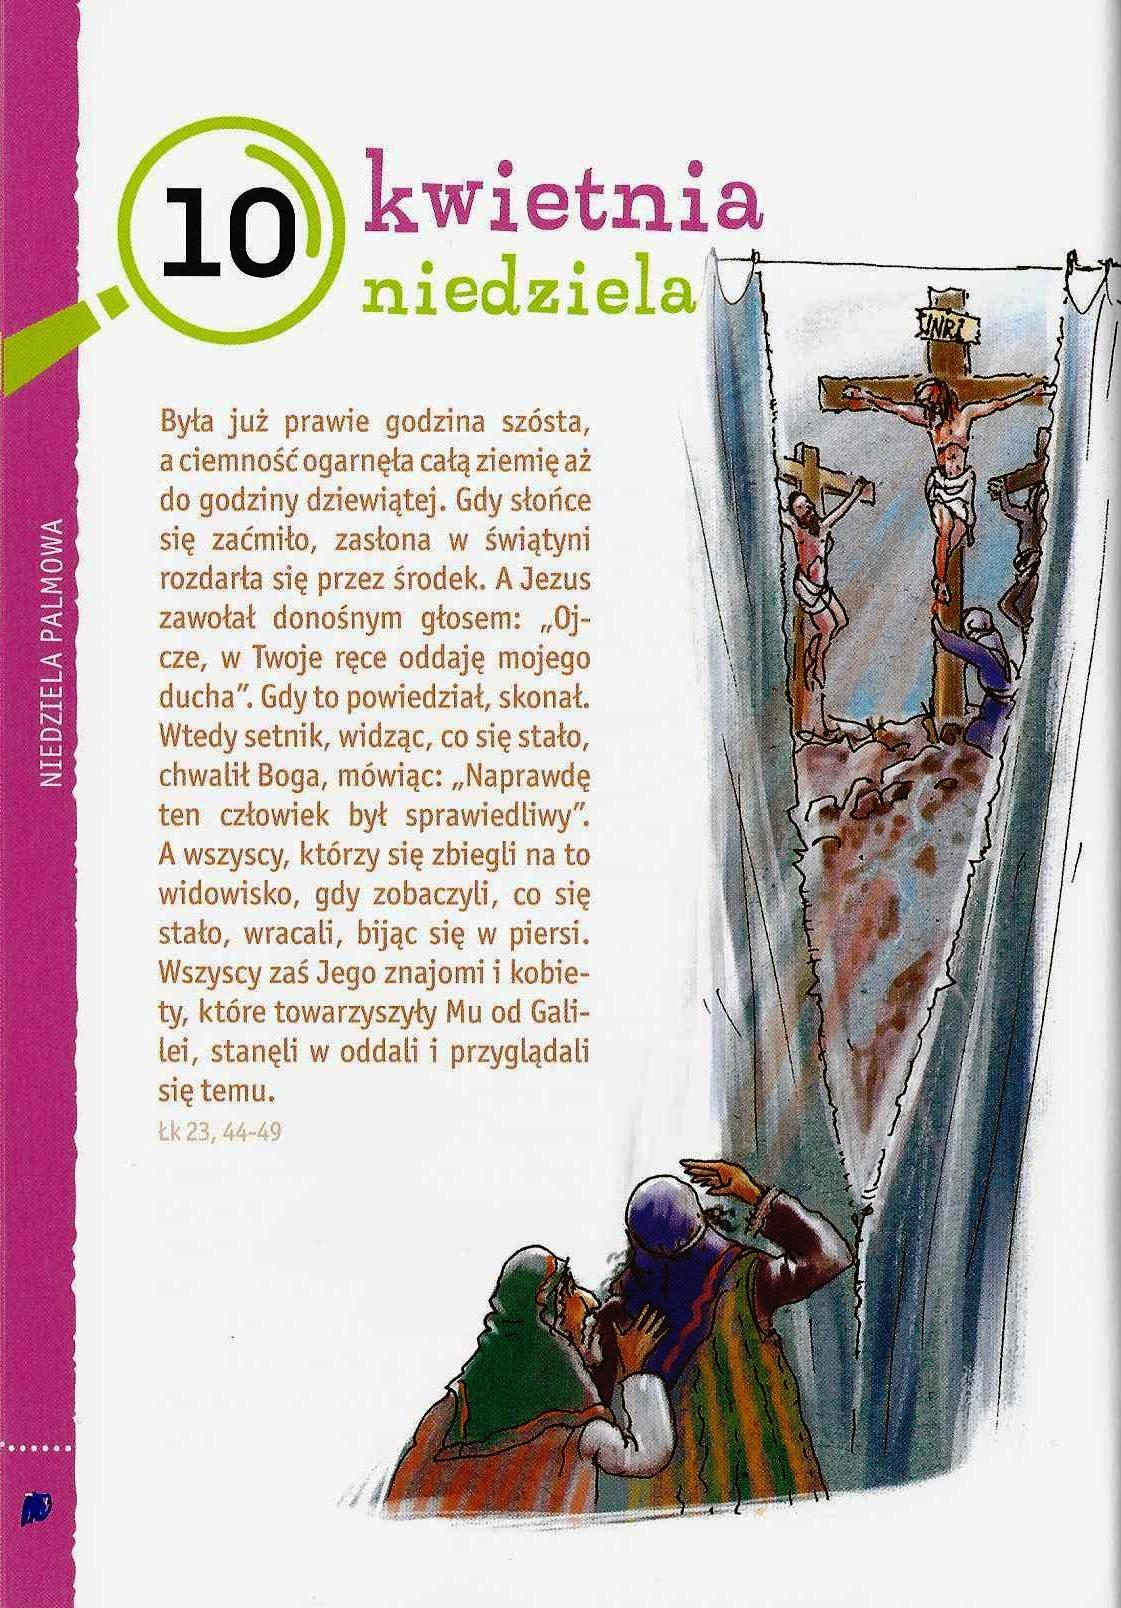 10
kwietnia
niedziela
INRI
Była już prawie godzina szósta,
a ciemność ogarnęła całą ziemię aż
do godziny dziewiątej. Gdy słońce
się zaćmiło, zasłona w świątyni
rozdarła się przez środek. A Jezus
zawołał donośnym głosem: „Oj-
cze, w Twoje ręce oddaję mojego
ducha”. Gdy to powiedział, skonał.
Wtedy setnik, widząc, co się stało,
chwalił Boga, mówiąc: „Naprawdę
ten człowiek był sprawiedliwy”.
A wszyscy, którzy się zbiegli na to
widowisko, gdy zobaczyli, co się
stało, wracali, bijąc się w piersi.
Wszyscy zaś Jego znajomi i kobie-
ty, które towarzyszyły Mu od Gali-
lei, stanęli w oddali i przyglądali
się temu.
Łk 23, 44-49
NIEDZIELA PALMOWA